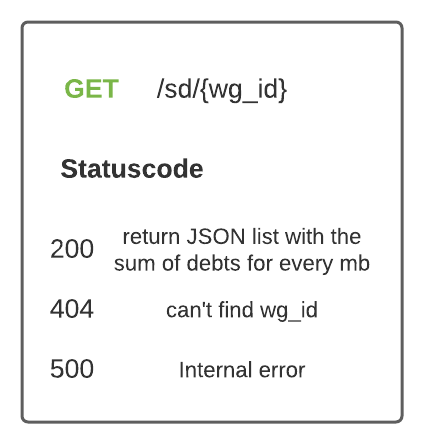 GET /sd/{wg_id}
Statuscode
200 return JSON list with the
sum of debts for every mb
404 can't find wg_id
500 Internal error